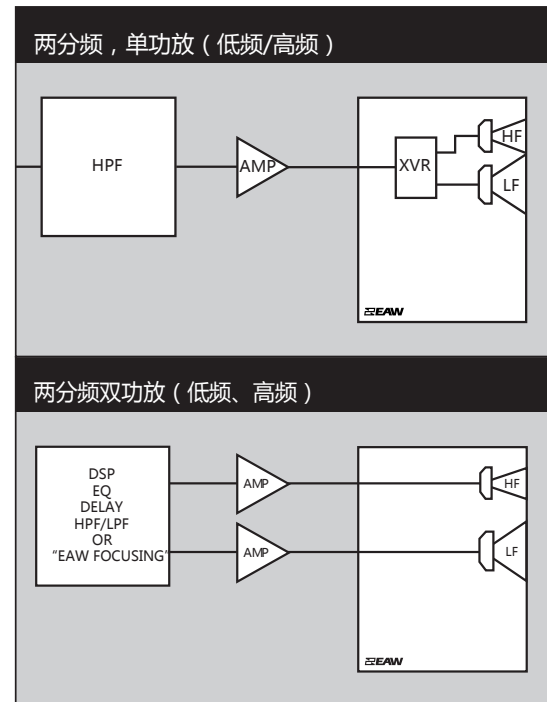 两分频，单功放（低频/高频）
HPF
AMP
XVR
HF
LF
EAW
两分频双功放（低频、高频）
DSP
EQ
DELAY
HPF/LPF
OR
“EAW FOCUSING”
AMP
AMP
HF
LF
EAW